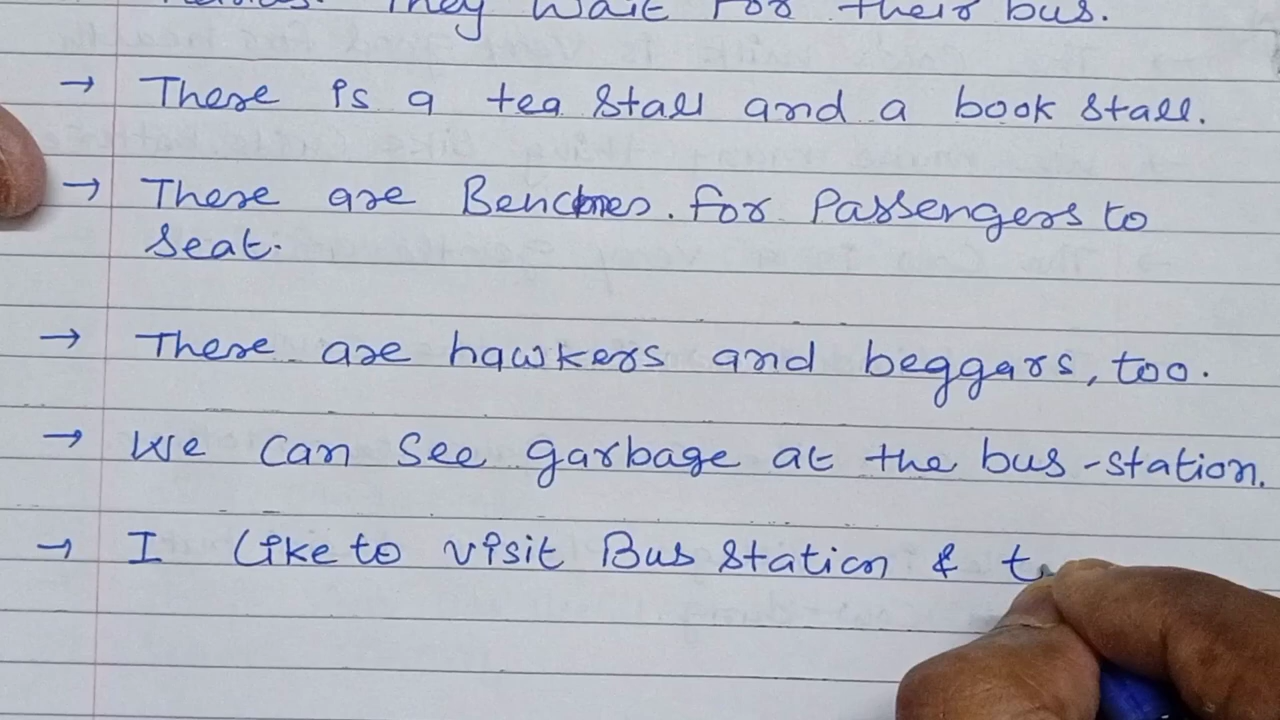 They wait for their bus.
→ There is a tea stall and a book stall.
→ There are Benches. for Passengers to
seat.
→ There are hawkers and beggars, too.
→ We can see garbage at the bus-station.
→ I like to visit Bus station & t